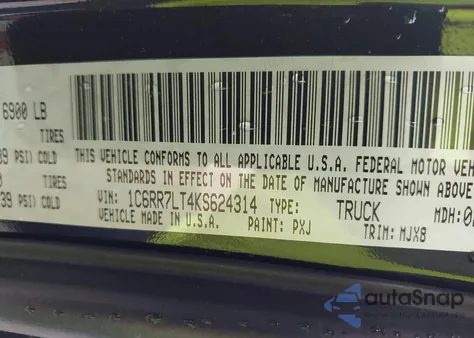 6900 LB
TIRES
39 PSI) COLD
TIRES
39 PSI) COLD
THIS VEHICLE CONFORMS TO ALL APPLICABLE U.S.A. FEDERAL MOTOR VEH
STANDARDS IN EFFECT ON THE DATE OF MANUFACTURE SHOWN ABOVE
VIN: 1C6RR7LT4KS624314 TYPE: TRUCK MDH:0
VEHICLE MADE IN U.S.A. PAINT: PXJ TRIM: MJX8
autoSnap